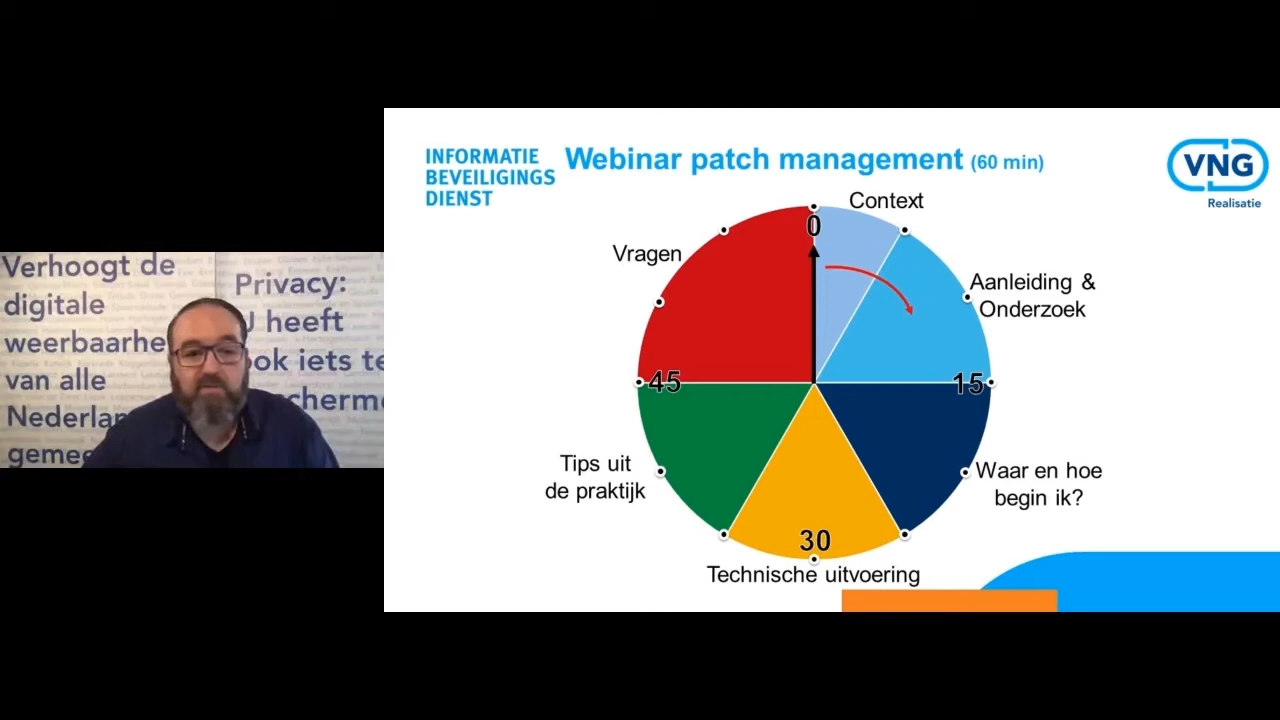 Verhoogt de
digitale
weerbaarhe
van alle
Nederlan
gemee
Privacy:
J heeft
ook iets te
scherme
INFORMATIE
BEVEILIGINGS
DIENST
Webinar patch management (60 min)
VNG
Realisatie
Context
0
Vragen
Aanleiding &
Onderzoek
45
15
Tips uit
de praktijk
Waar en hoe
begin ik?
30
Technische uitvoering